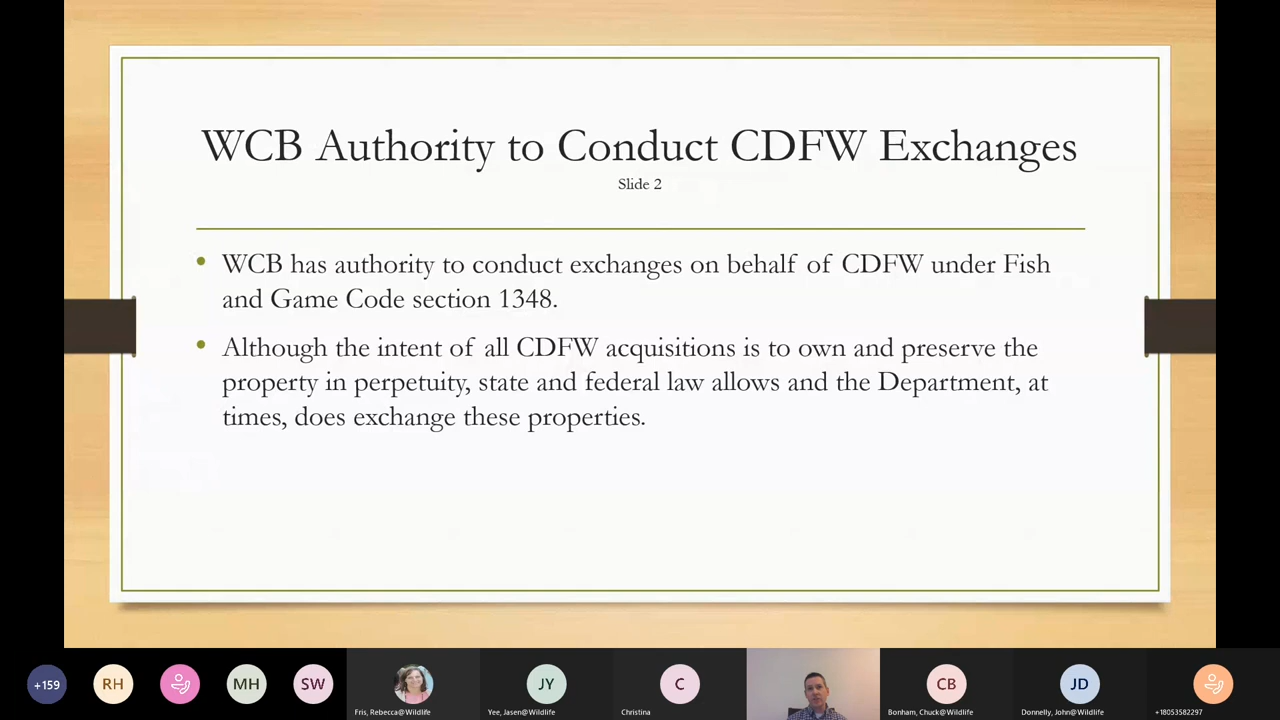 WCB Authority to Conduct CDFW Exchanges
Slide 2
• WCB has authority to conduct exchanges on behalf of CDFW under Fish
and Game Code section 1348.
• Although the intent of all CDFW acquisitions is to own and preserve the
property in perpetuity, state and federal law allows and the Department, at
times, does exchange these properties.
+159
RH
MH
SW
Fris, Rebecca@Wildlife
JY
Yee, Jasen@Wildlife
C
Christina
CB
Bonham, Chuck@Wildlife
JD
Donnelly, John@Wildlife
+18053582297